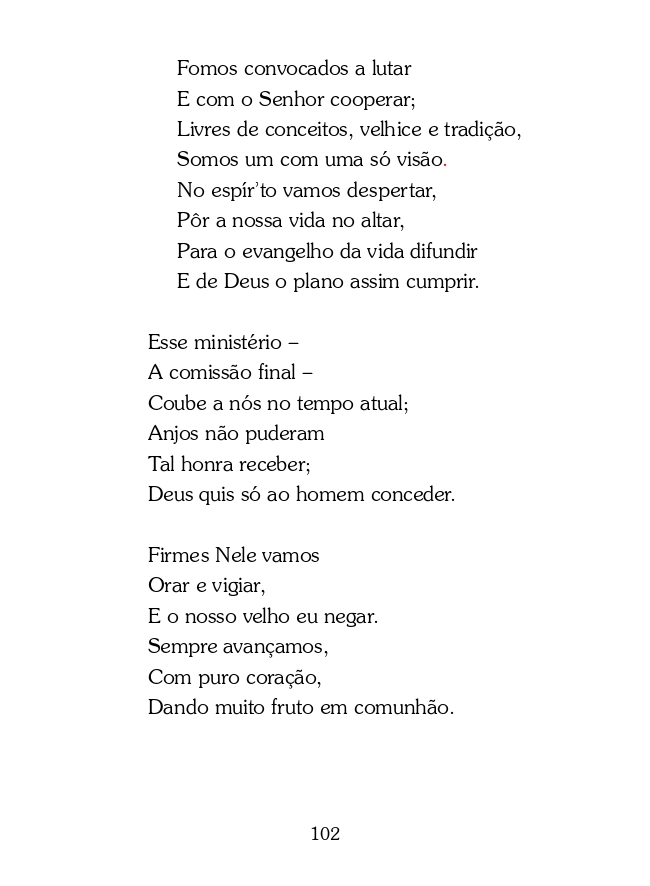 Fomos convocados a lutar
E com o Senhor cooperar;
Livres de conceitos, velhice e tradição,
Somos um com uma só visão.
No espír’to vamos despertar,
Pôr a nossa vida no altar,
Para o evangelho da vida difundir
E de Deus o plano assim cumprir.
Esse ministério –
A comissão final –
Coube a nós no tempo atual;
Anjos não puderam
Tal honra receber;
Deus quis só ao homem conceder.
Firmes Nele vamos
Orar e vigiar,
E o nosso velho eu negar.
Sempre avançamos,
Com puro coração,
Dando muito fruto em comunhão.
102